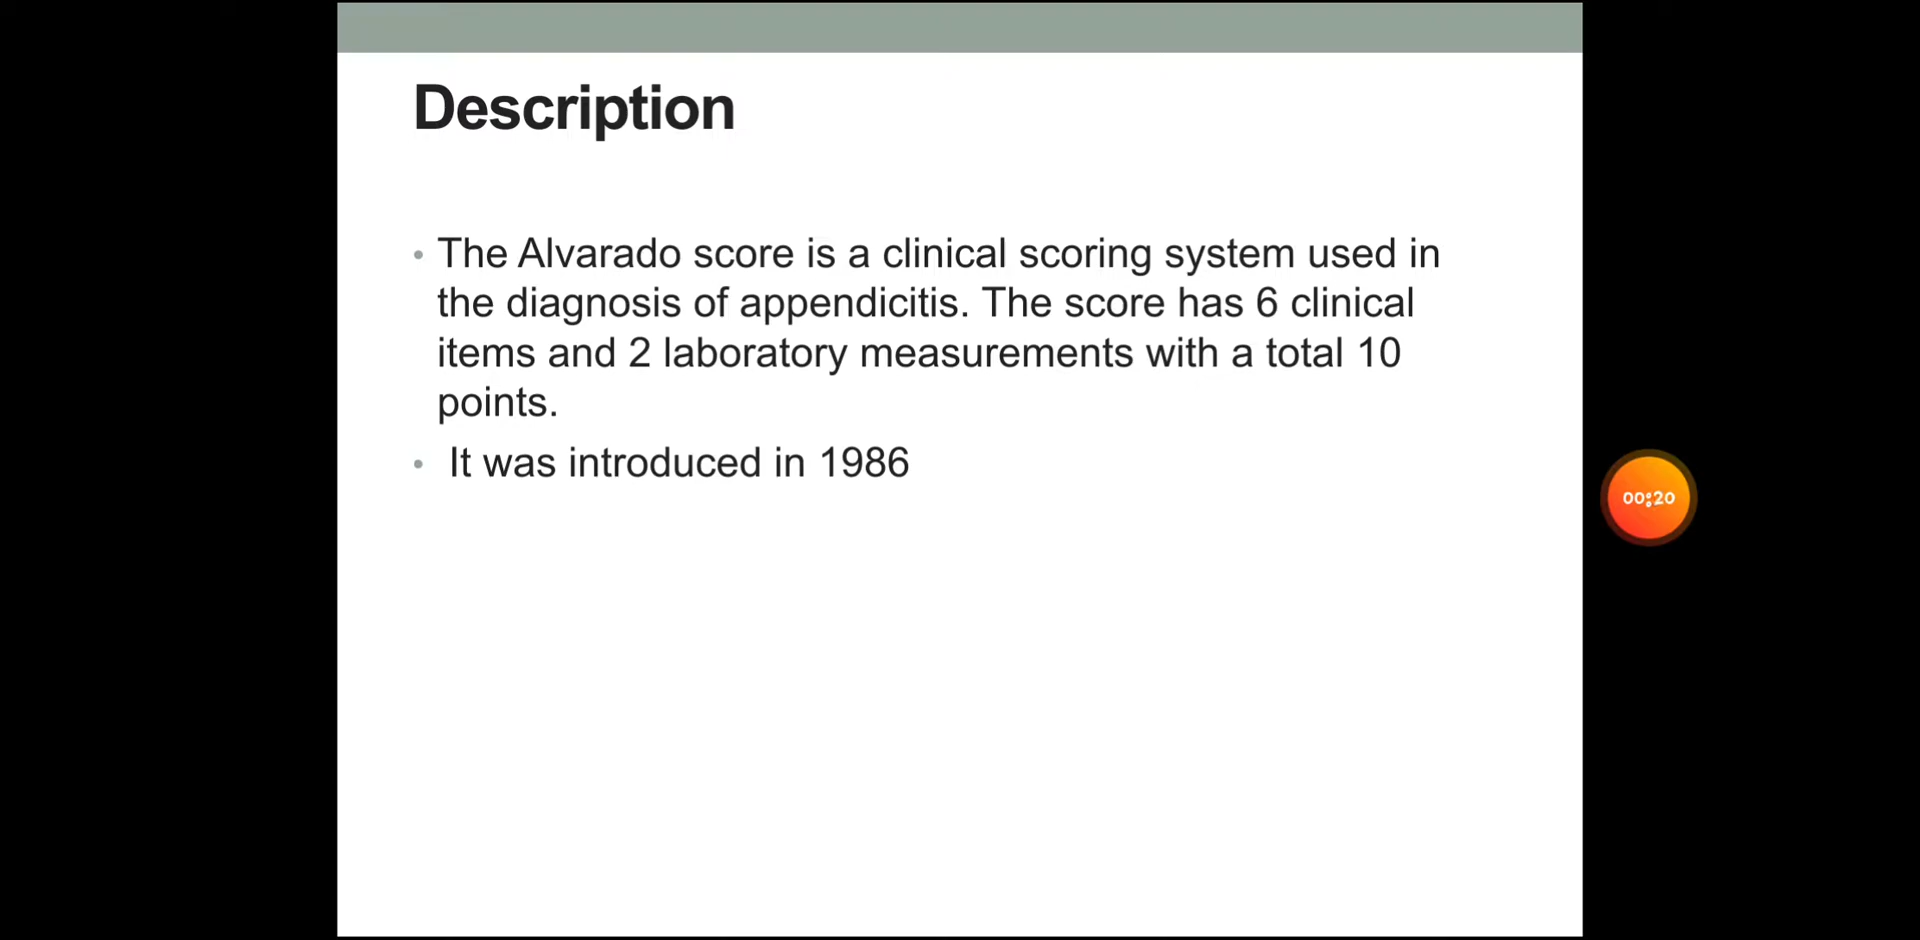 Description
• The Alvarado score is a clinical scoring system used in
the diagnosis of appendicitis. The score has 6 clinical
items and 2 laboratory measurements with a total 10
points.
• It was introduced in 1986
00:20